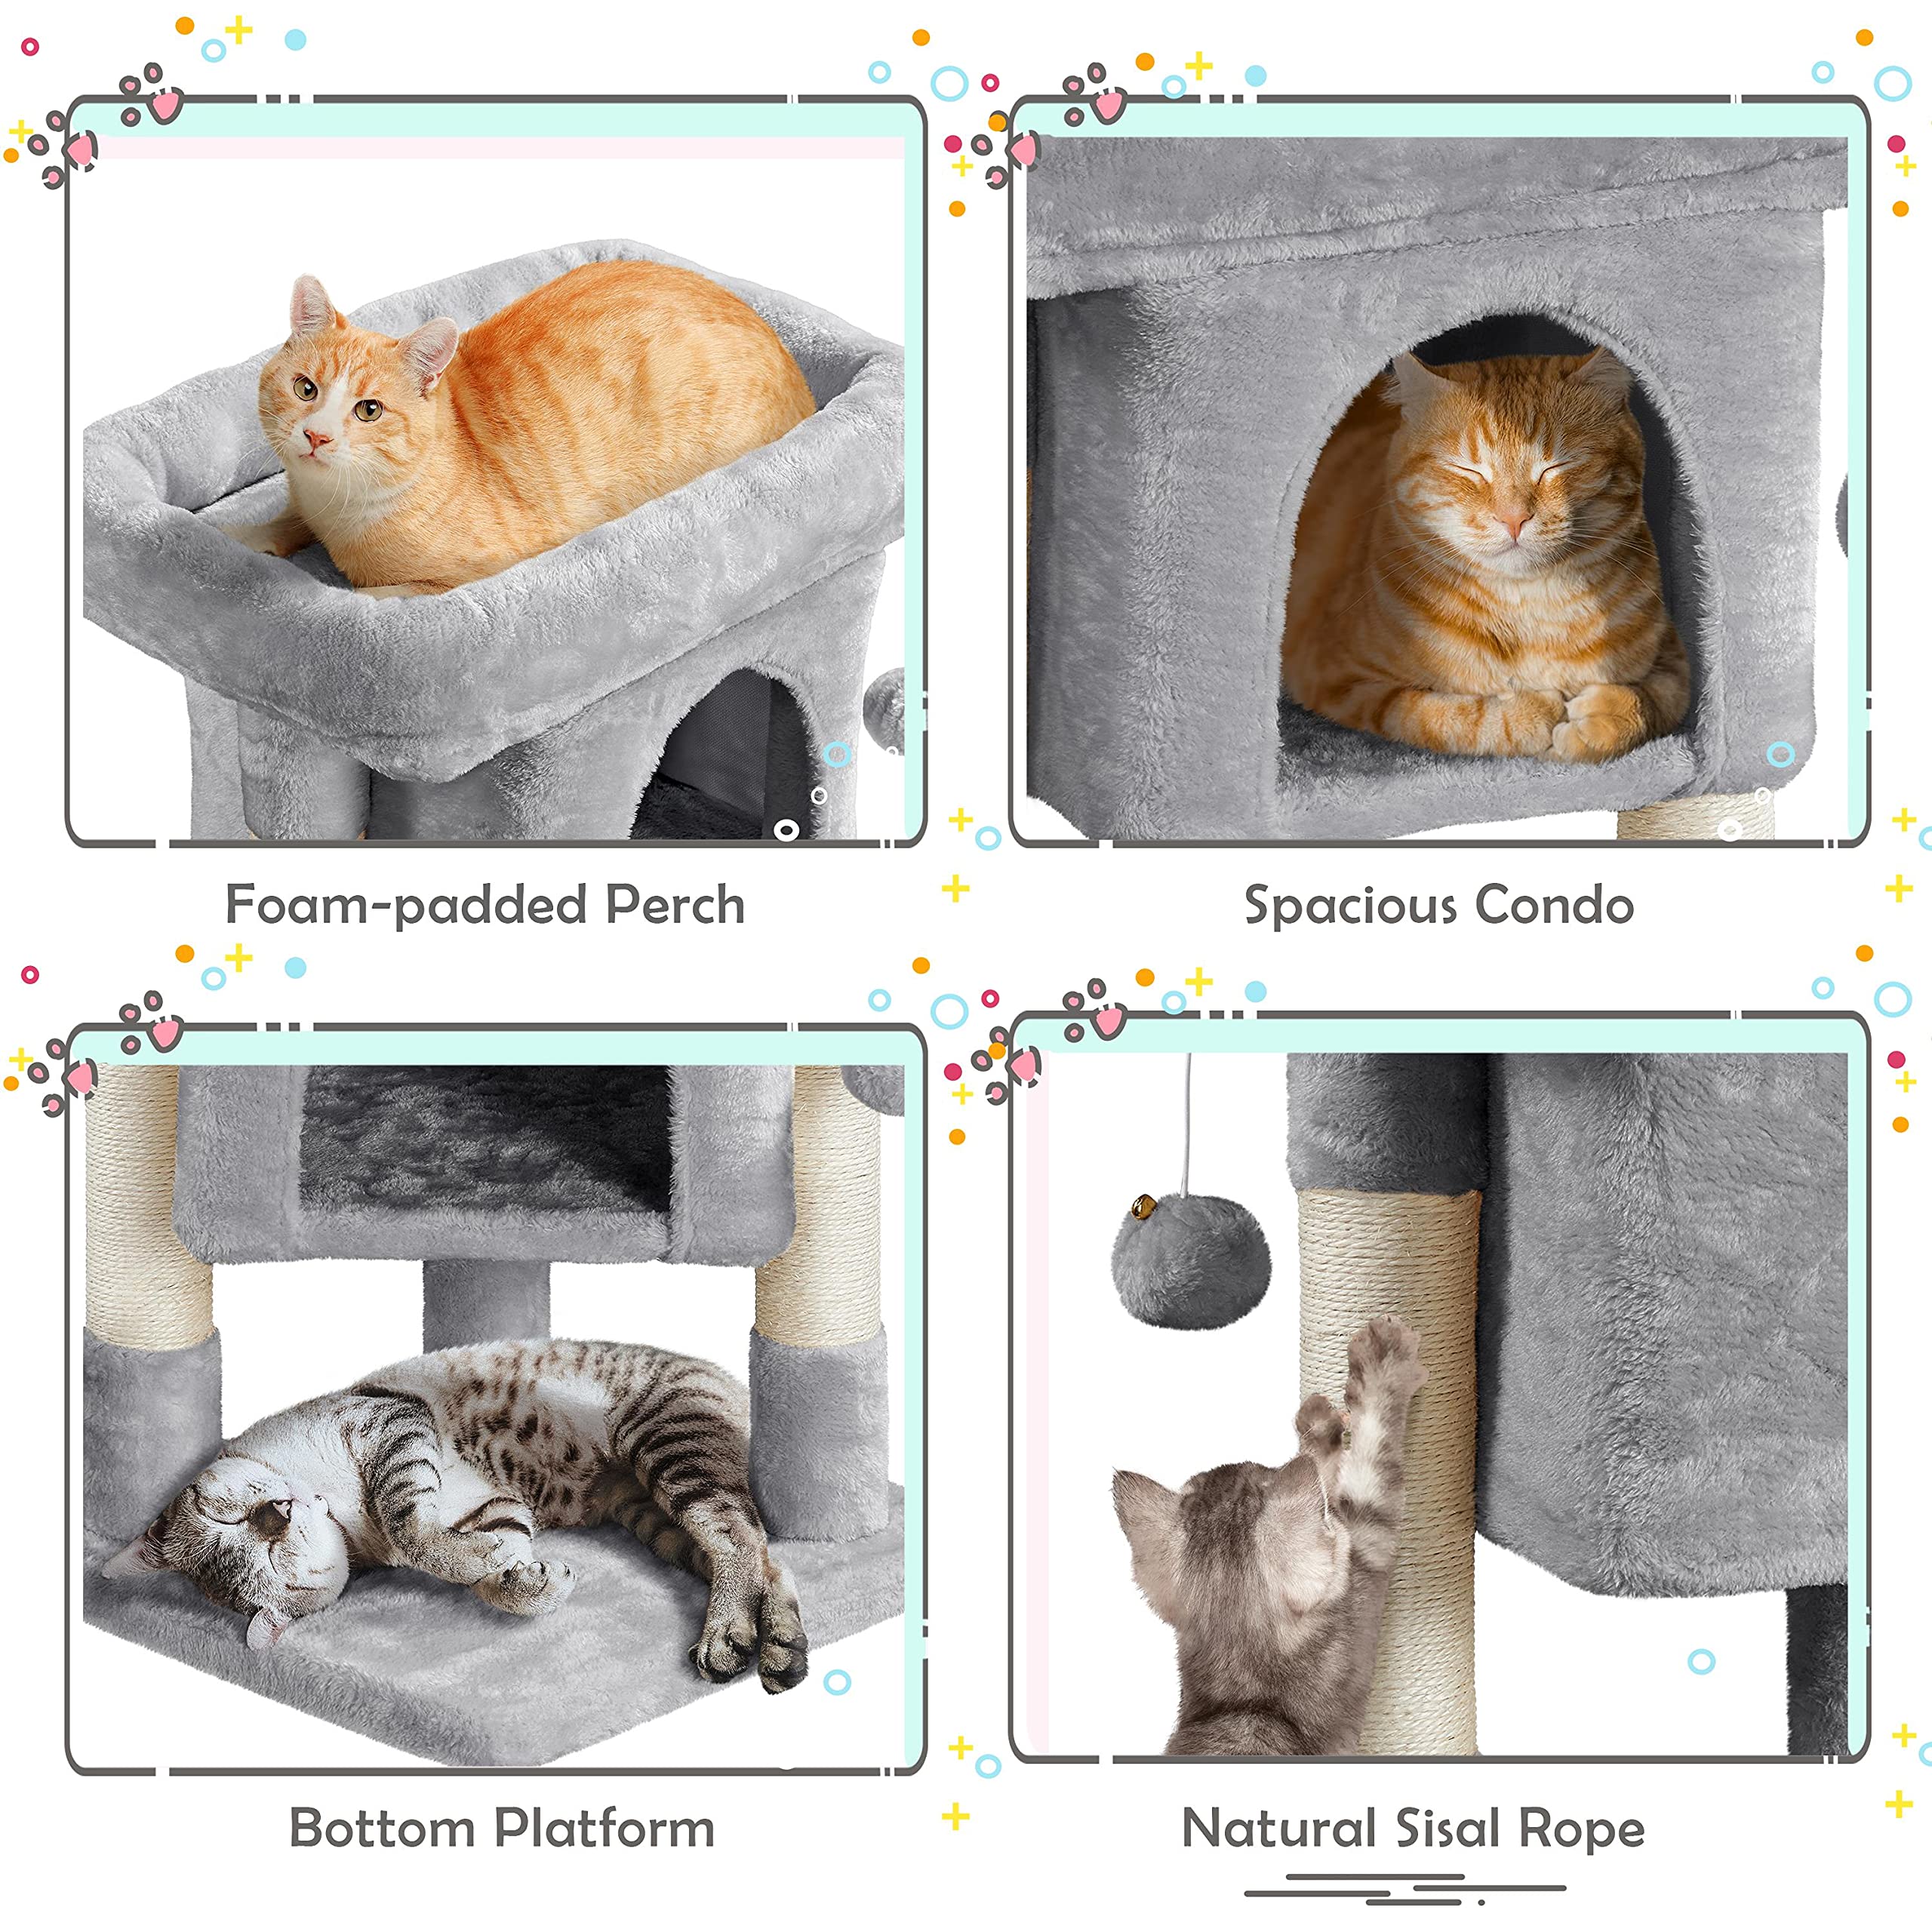 Foam-padded Perch
Spacious Condo
Bottom Platform
Natural Sisal Rope